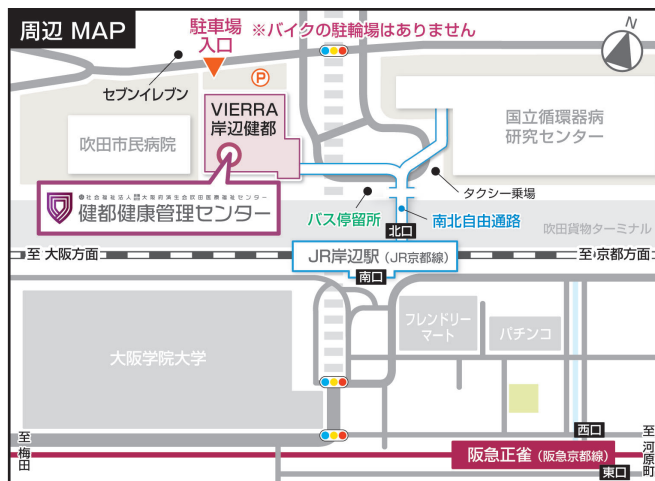 周辺 MAP
駐車場
入口
※バイクの駐輪場はありません
N
セブンイレブン
P
VIERRA
岸辺健都
吹田市民病院
国立循環器病
研究センター
社会福祉法人 恩賜財団 大阪府済生会吹田医療福祉センター
健都健康管理センター
タクシー乗場
バス停留所
南北自由通路
北口
吹田貨物ターミナル
至 大阪方面
JR岸辺駅（JR京都線）
至 京都方面
南口
大阪学院大学
フレンドリー
マート
パチンコ
至 梅田
西口
至 河原町
阪急正雀（阪急京都線）
東口